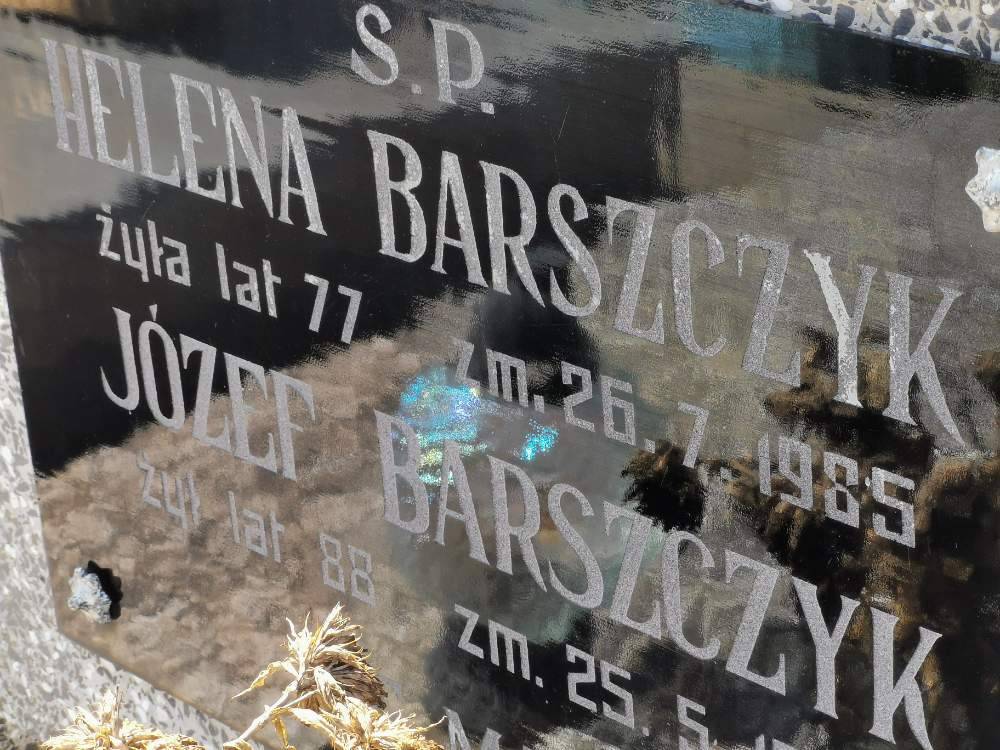 S.P.
HELENA BARSZCZYK
żyła lat 77 zm. 26.7.1985
JÓZEF BARSZCZYK
żył lat 88 zm. 25.5.